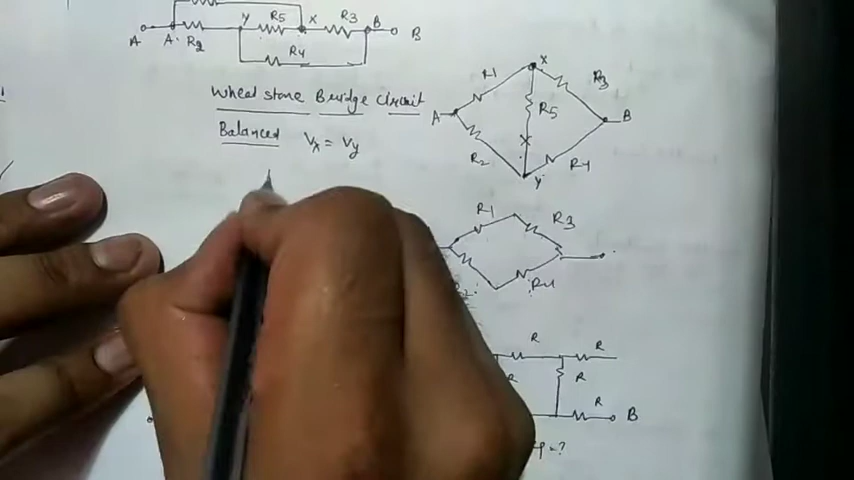 A A. R2 Y R5 X R3 B B
R4
Wheat stone Bridge Circuit
Balanced Vx = Vy
R1 X R3
A R5 B
R2 Y R4
R1 R3
R4
R R
R R
B
=?